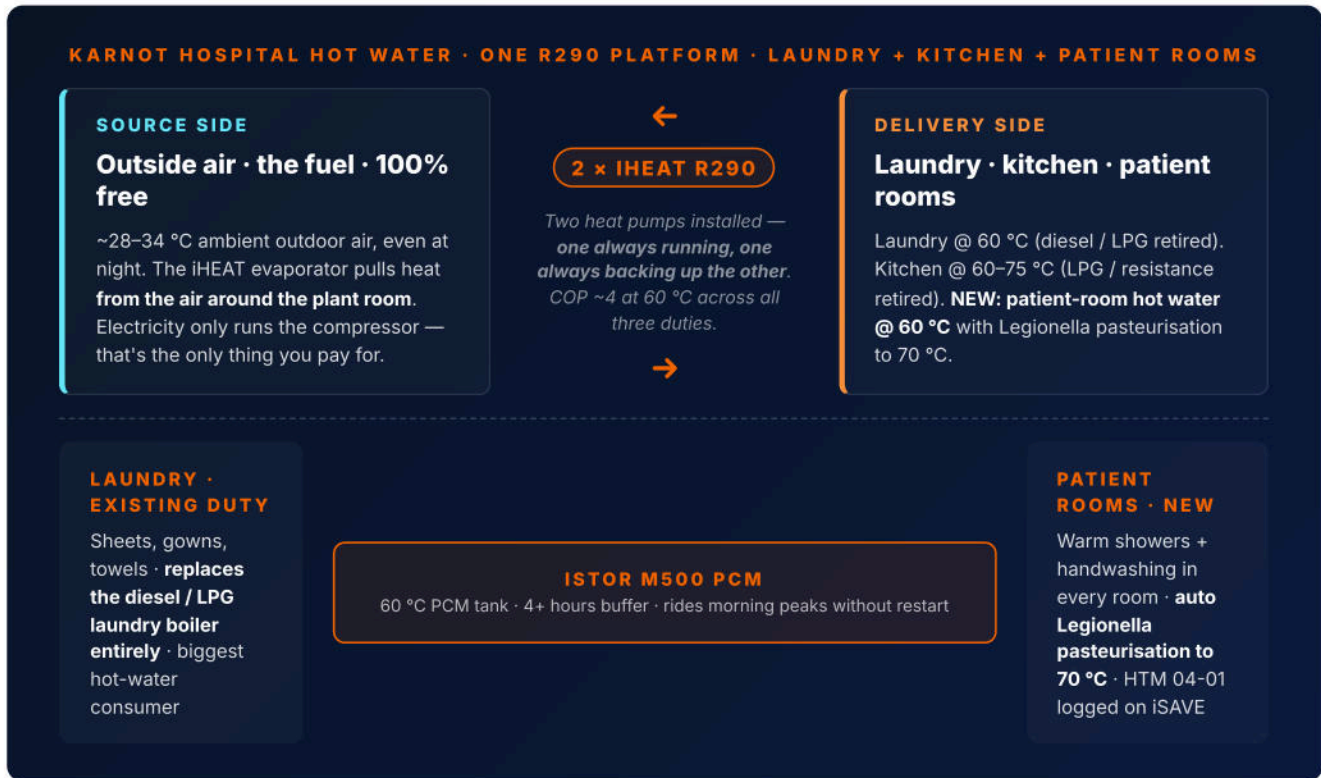 KARNOT HOSPITAL HOT WATER · ONE R290 PLATFORM · LAUNDRY + KITCHEN + PATIENT ROOMS
SOURCE SIDE
Outside air · the fuel · 100%
free
~28–34 °C ambient outdoor air, even at
night. The iHEAT evaporator pulls heat
from the air around the plant room.
Electricity only runs the compressor —
that's the only thing you pay for.
←
2 × IHEAT R290
Two heat pumps installed —
one always running, one
always backing up the other.
COP ~4 at 60 °C across all
three duties.
→
DELIVERY SIDE
Laundry · kitchen · patient
rooms
Laundry @ 60 °C (diesel / LPG retired).
Kitchen @ 60–75 °C (LPG / resistance
retired). NEW: patient-room hot water
@ 60 °C with Legionella pasteurisation
to 70 °C.
LAUNDRY ·
EXISTING DUTY
Sheets, gowns,
towels · replaces
the diesel / LPG
laundry boiler
entirely · biggest
hot-water
consumer
ISTOR M500 PCM
60 °C PCM tank · 4+ hours buffer · rides morning peaks without restart
PATIENT
ROOMS · NEW
Warm showers +
handwashing in
every room · auto
Legionella
pasteurisation to
70 °C · HTM 04-01
logged on iSAVE